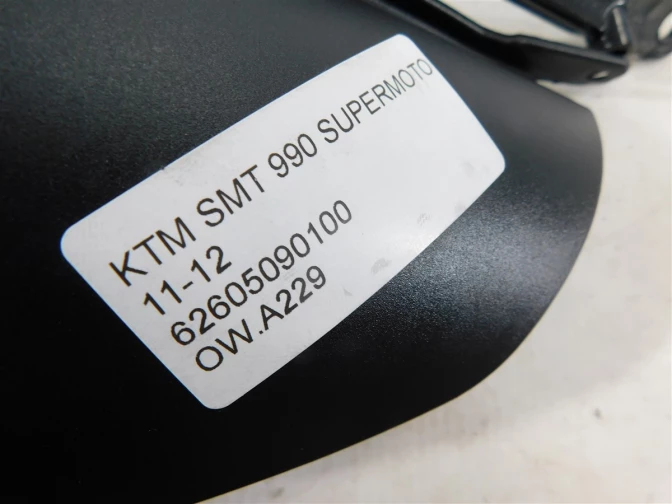 KTM SMT 990 SUPERMOTO
11-12
62605090100
OW.A229